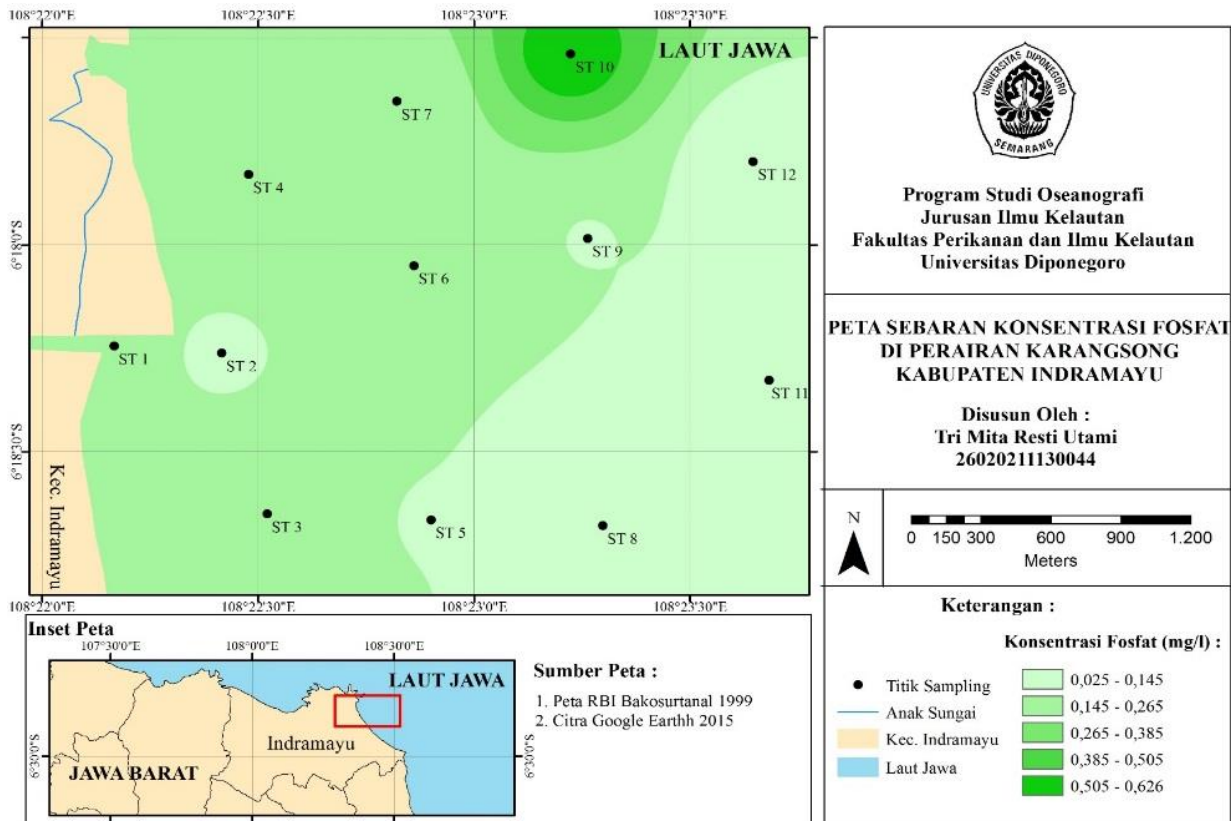 108°22'0"E
108°22'30"E
108°23'0"E
108°23'30"E
LAUT JAWA
ST 10
ST 7
ST 12
ST 4
ST 9
6°18'0"S
ST 6
ST 1
ST 2
ST 11
6°18'30"S
Kec. Indramayu
ST 3
ST 5
ST 8
108°22'0"E
108°22'30"E
108°23'0"E
108°23'30"E
UNIVERSITAS DIPONEGORO
SEMARANG
Program Studi Oseanografi
Jurusan Ilmu Kelautan
Fakultas Perikanan dan Ilmu Kelautan
Universitas Diponegoro
PETA SEBARAN KONSENTRASI FOSFAT
DI PERAIRAN KARANGSONG
KABUPATEN INDRAMAYU
Disusun Oleh :
Tri Mita Resti Utami
26020211130044
N
0 150 300 600 900 1.200
Meters
Keterangan :
Titik Sampling
Anak Sungai
Kec. Indramayu
Laut Jawa
Konsentrasi Fosfat (mg/l) :
0,025 - 0,145
0,145 - 0,265
0,265 - 0,385
0,385 - 0,505
0,505 - 0,626
Inset Peta
107°30'0"E
108°0'0"E
108°30'0"E
LAUT JAWA
Indramayu
JAWA BARAT
6°30'0"S
6°30'0"S
Sumber Peta :
1. Peta RBI Bakosurtanal 1999
2. Citra Google Earthh 2015